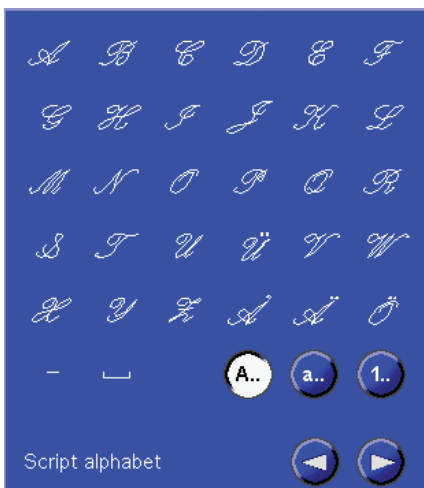 A B C D E F
G H I J K L
M N O P Q R
S T U Ü V W
X Y Z Å Ä Ö
- ⎵ A.. a.. 1..
Script alphabet